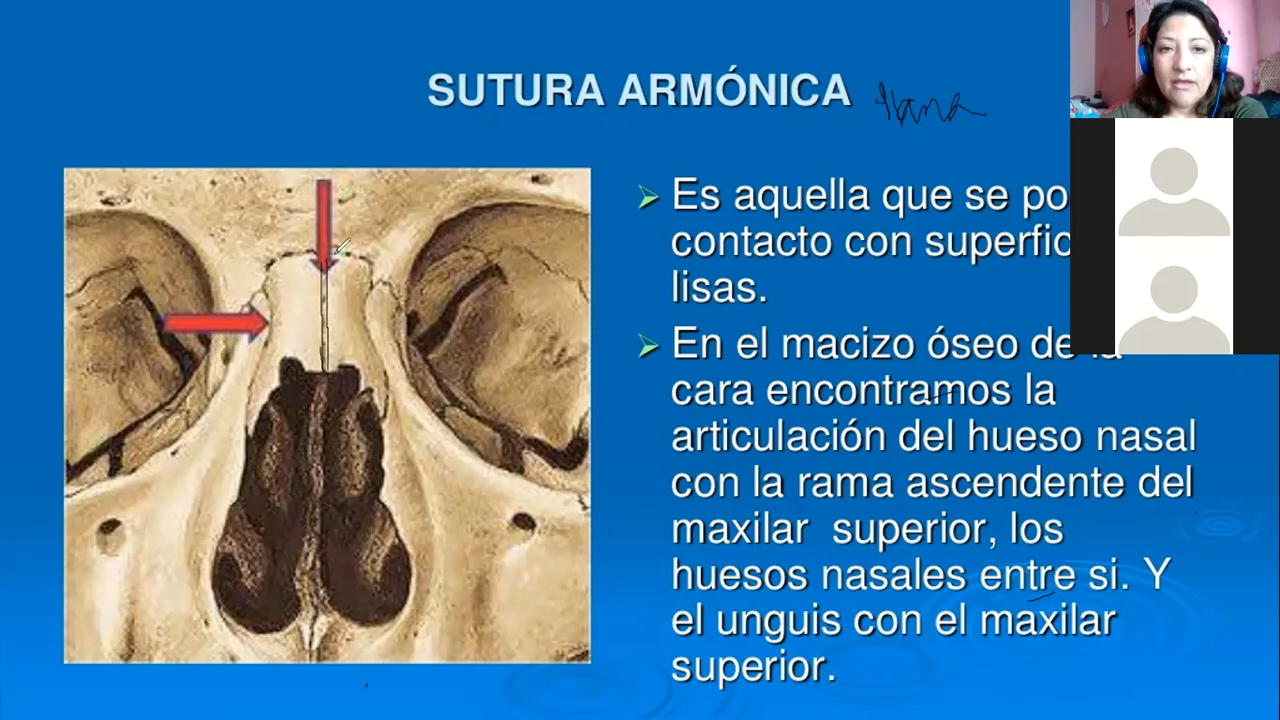 SUTURA ARMÓNICA plana
Es aquella que se po
contacto con superfic
lisas.
En el macizo óseo de la
cara encontramos la
articulación del hueso nasal
con la rama ascendente del
maxilar superior, los
huesos nasales entre si. Y
el unguis con el maxilar
superior.